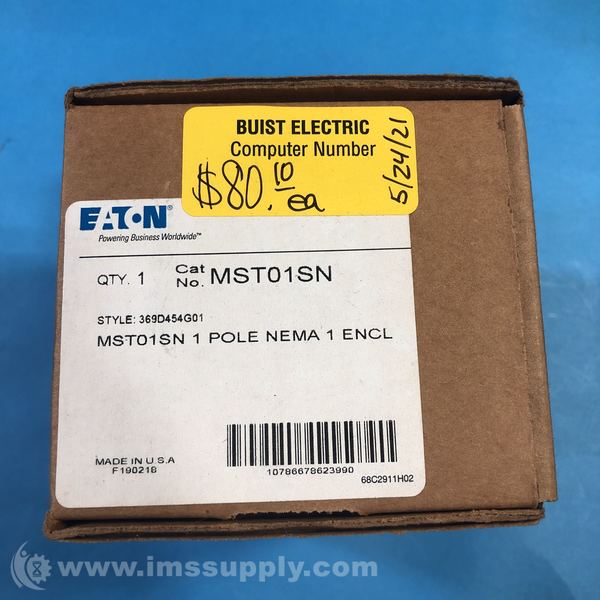 BUIST ELECTRIC
Computer Number
$80.10 ea
5/24/21
EATON
Powering Business Worldwide™
QTY. 1 Cat No. MST01SN
STYLE: 369D454G01
MST01SN 1 POLE NEMA 1 ENCL
MADE IN U.S.A
F190218
10786678623990
68C2911H02
www.imssupply.com